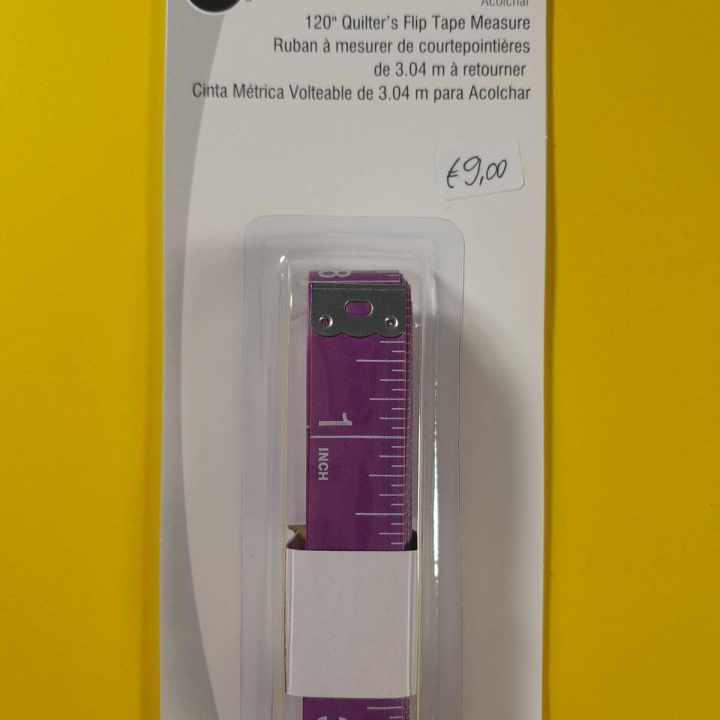 Acolchar
120" Quilter's Flip Tape Measure
Ruban à mesurer de courtepointières
de 3.04 m à retourner
Cinta Métrica Volteable de 3.04 m para Acolchar
€9,00
8
1
INCH